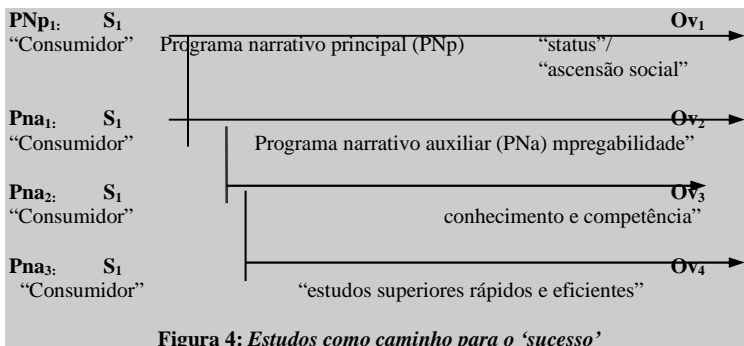 PNp1: S1 Ov1
“Consumidor” Programa narrativo principal (PNp) “status”/
“ascensão social”
Pna1: S1 Ov2
“Consumidor” Programa narrativo auxiliar (PNa) mpregabilidade”
Pna2: S1 Ov3
“Consumidor” conhecimento e competência”
Pna3: S1 Ov4
“Consumidor” “estudos superiores rápidos e eficientes”
Figura 4: Estudos como caminho para o ‘sucesso’